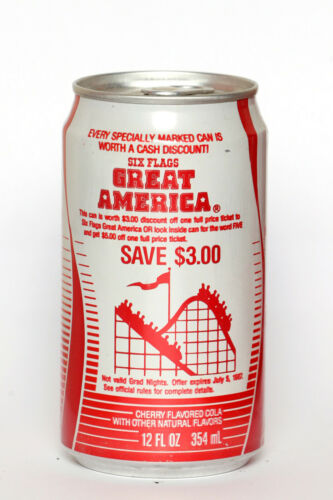 EVERY SPECIALLY MARKED CAN IS
WORTH A CASH DISCOUNT!
SIX FLAGS
GREAT
AMERICA®
This can is worth $3.00 discount off one full price ticket to
Six Flags Great America OR look inside can for the word FIVE
and get $5.00 off one full price ticket.
SAVE $3.00
Not valid Grad Nights. Offer expires July 5, 1987.
See official rules for complete details.
CHERRY FLAVORED COLA
WITH OTHER NATURAL FLAVORS
12 FL OZ 354 mL